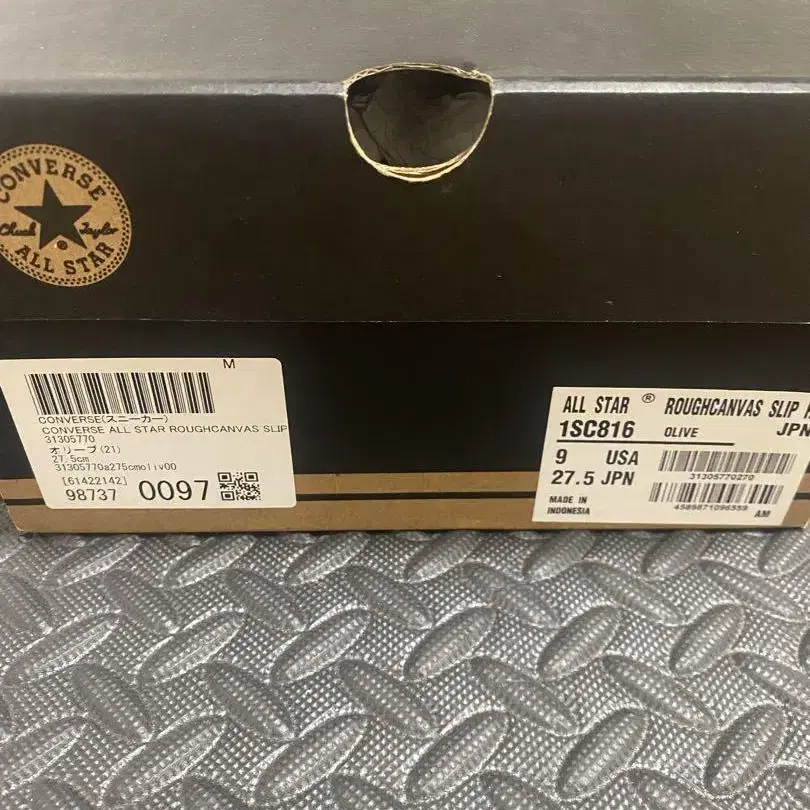 CONVERSE
Chuck Taylor
®
ALL STAR
M
CONVERSE(スニーカー)
CONVERSE ALL STAR ROUGHCANVAS SLIP
31305770
オリーブ(21)
27.5cm
31305770a275cmoliv00
[61422142]
98737 0097
ALL STAR ® ROUGHCANVAS SLIP
1SC816 OLIVE JPN
9 USA
27.5 JPN
31305770270
MADE IN
INDONESIA
4589871096559 AM